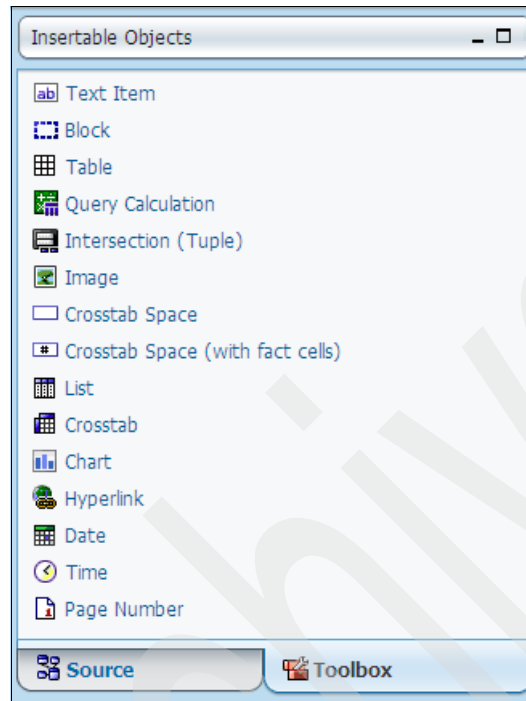 Insertable Objects
ab Text Item
Block
Table
Query Calculation
Intersection (Tuple)
Image
Crosstab Space
# Crosstab Space (with fact cells)
List
Crosstab
Chart
Hyperlink
Date
Time
1 Page Number
Source
Toolbox